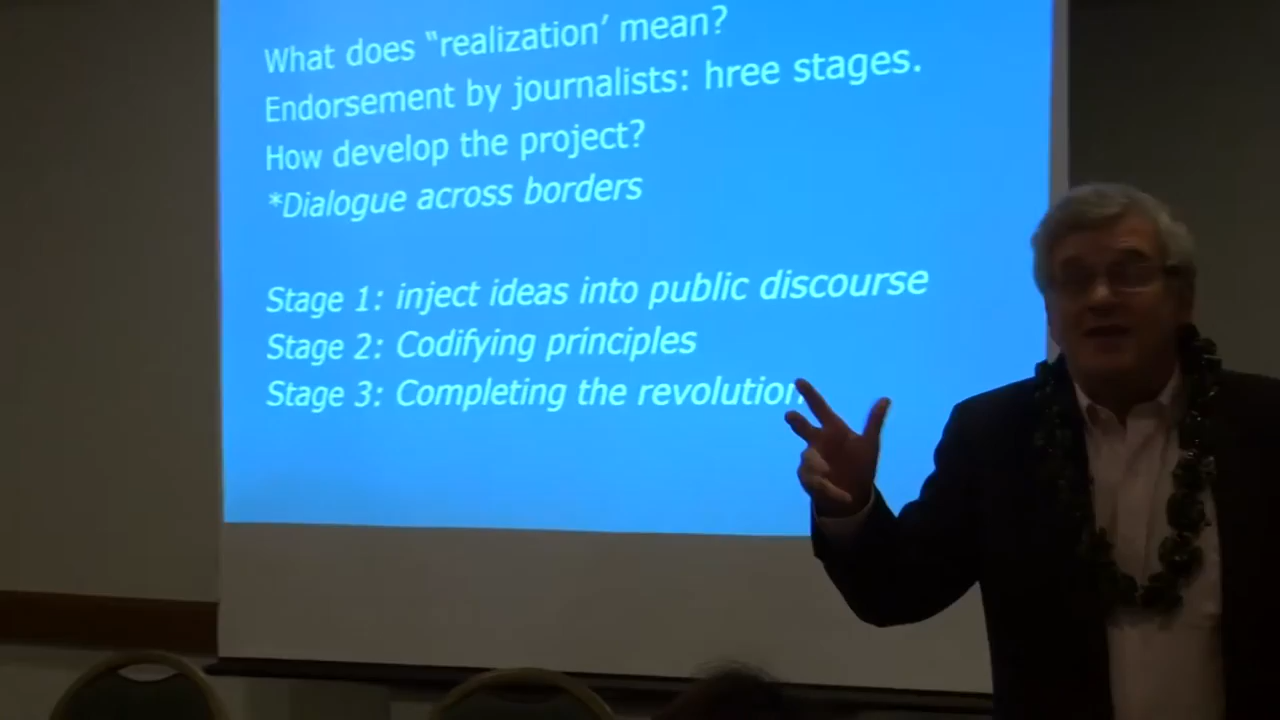 What does “realization’ mean?
Endorsement by journalists: hree stages.
How develop the project?
*Dialogue across borders
Stage 1: inject ideas into public discourse
Stage 2: Codifying principles
Stage 3: Completing the revolution